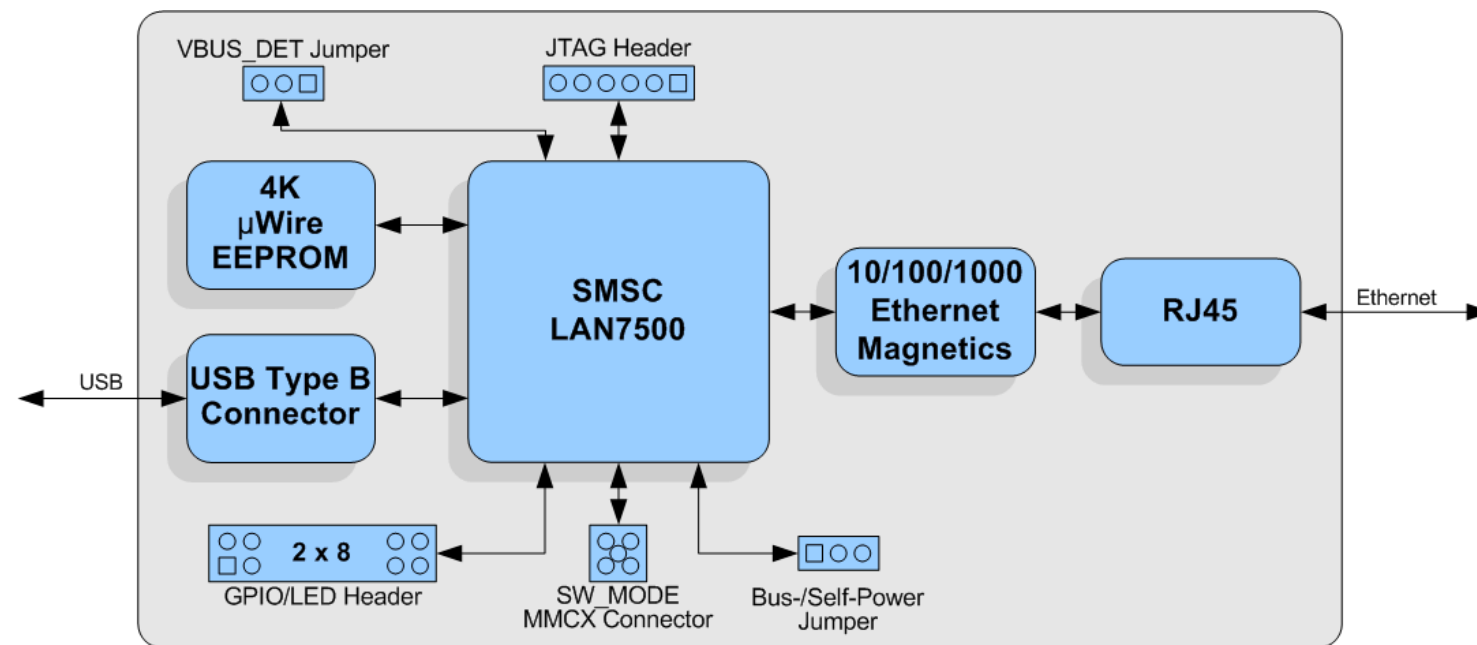 VBUS_DET Jumper
JTAG Header
4K
µWire
EEPROM
SMSC
LAN7500
10/100/1000
Ethernet
Magnetics
RJ45
Ethernet
USB
USB Type B
Connector
2 x 8
GPIO/LED Header
SW_MODE
MMCX Connector
Bus-/Self-Power
Jumper